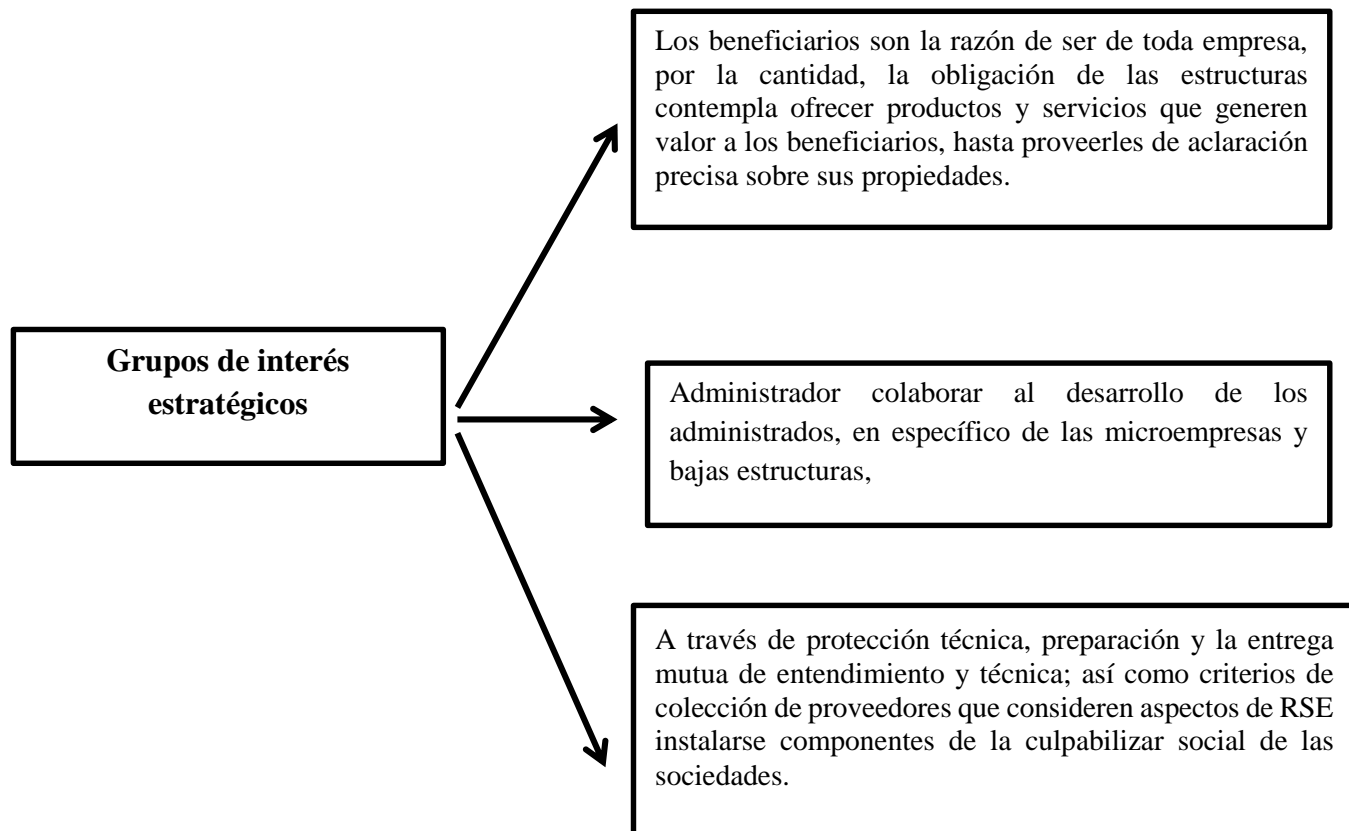 Los beneficiarios son la razón de ser de toda empresa,
por la cantidad, la obligación de las estructuras
contempla ofrecer productos y servicios que generen
valor a los beneficiarios, hasta proveerles de aclaración
precisa sobre sus propiedades.
Grupos de interés
estratégicos
Administrador colaborar al desarrollo de los
administrados, en específico de las microempresas y
bajas estructuras,
A través de protección técnica, preparación y la entrega
mutua de entendimiento y técnica; así como criterios de
colección de proveedores que consideren aspectos de RSE
instalarse componentes de la culpabilizar social de las
sociedades.